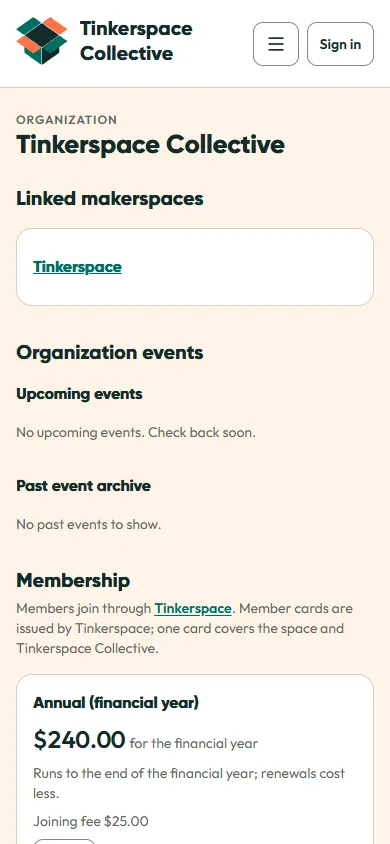 Tinkerspace
Collective
Sign in
ORGANIZATION
Tinkerspace Collective
Linked makerspaces
Tinkerspace
Organization events
Upcoming events
No upcoming events. Check back soon.
Past event archive
No past events to show.
Membership
Members join through Tinkerspace. Member cards are
issued by Tinkerspace; one card covers the space and
Tinkerspace Collective.
Annual (financial year)
$240.00 for the financial year
Runs to the end of the financial year; renewals cost
less.
Joining fee $25.00